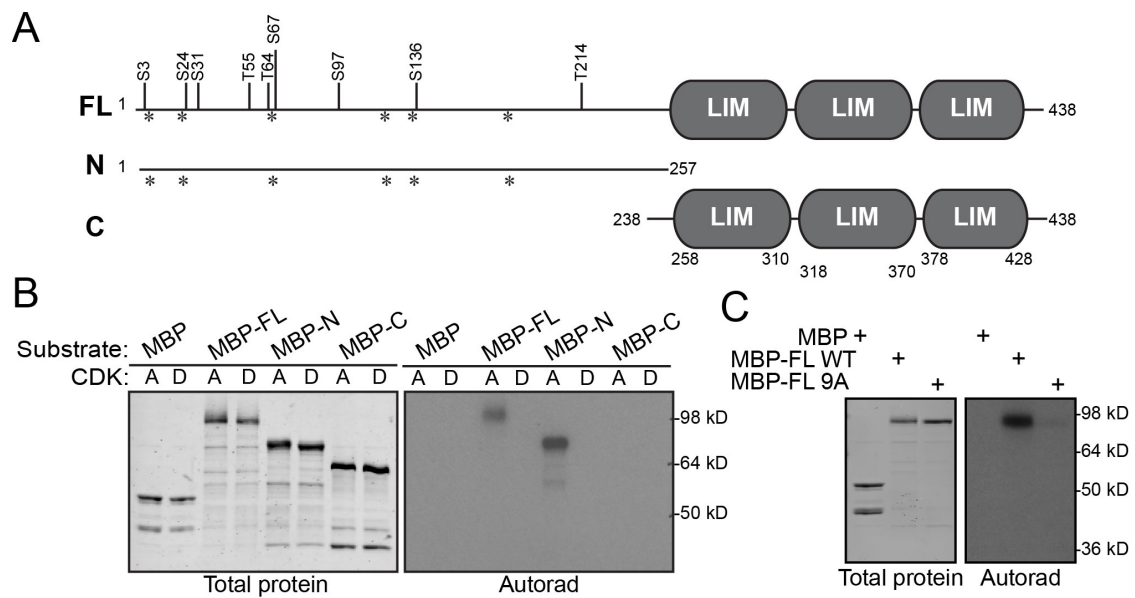 A
S3 S24 S31 T55 T64 S67 S97 S136 T214
FL 1 LIM LIM LIM 438
* * * * * *
N 1 257
* * * * * *
C 238 LIM LIM LIM 438
258 310 318 370 378 428
B
MBP MBP-FL MBP-N MBP-C MBP MBP-FL MBP-N MBP-C
Substrate:
CDK: A D A D A D A D A D A D A D A D
-98 kD
-64 kD
-50 kD
Total protein Autorad
C
MBP + +
MBP-FL WT + +
MBP-FL 9A + +
-98 kD
-64 kD
-50 kD
-36 kD
Total protein Autorad